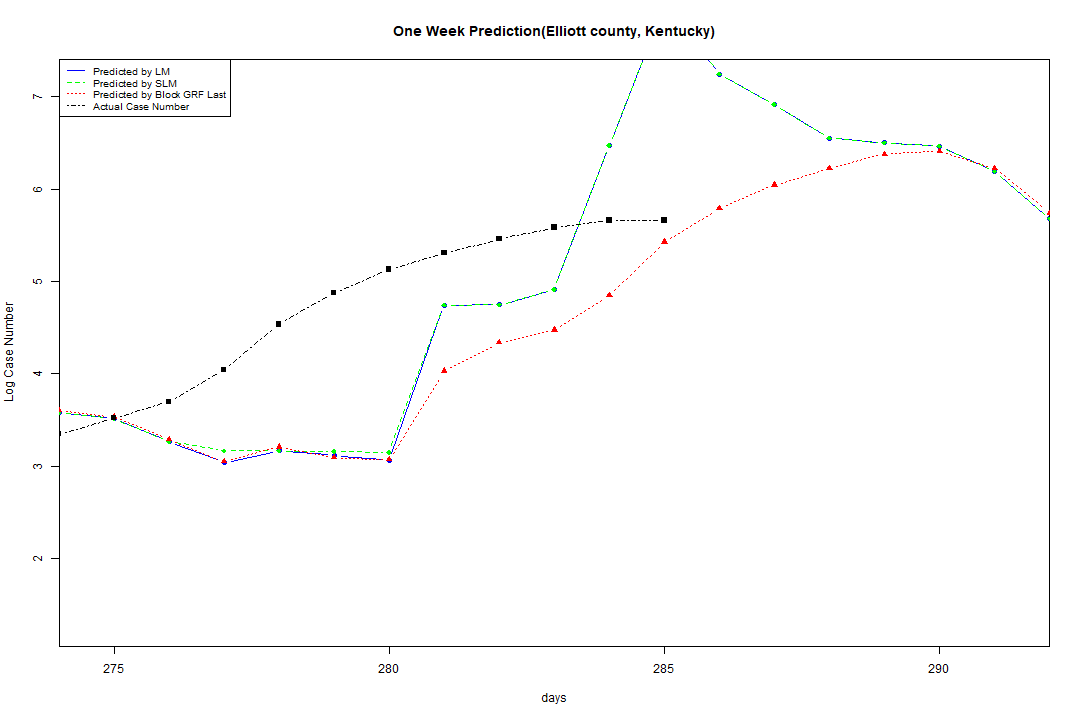 One Week Prediction(Elliott county, Kentucky)
Predicted by LM
Predicted by SLM
Predicted by Block GRF Last
Actual Case Number
7
6
5
4
3
2
Log Case Number
275
280
285
290
days